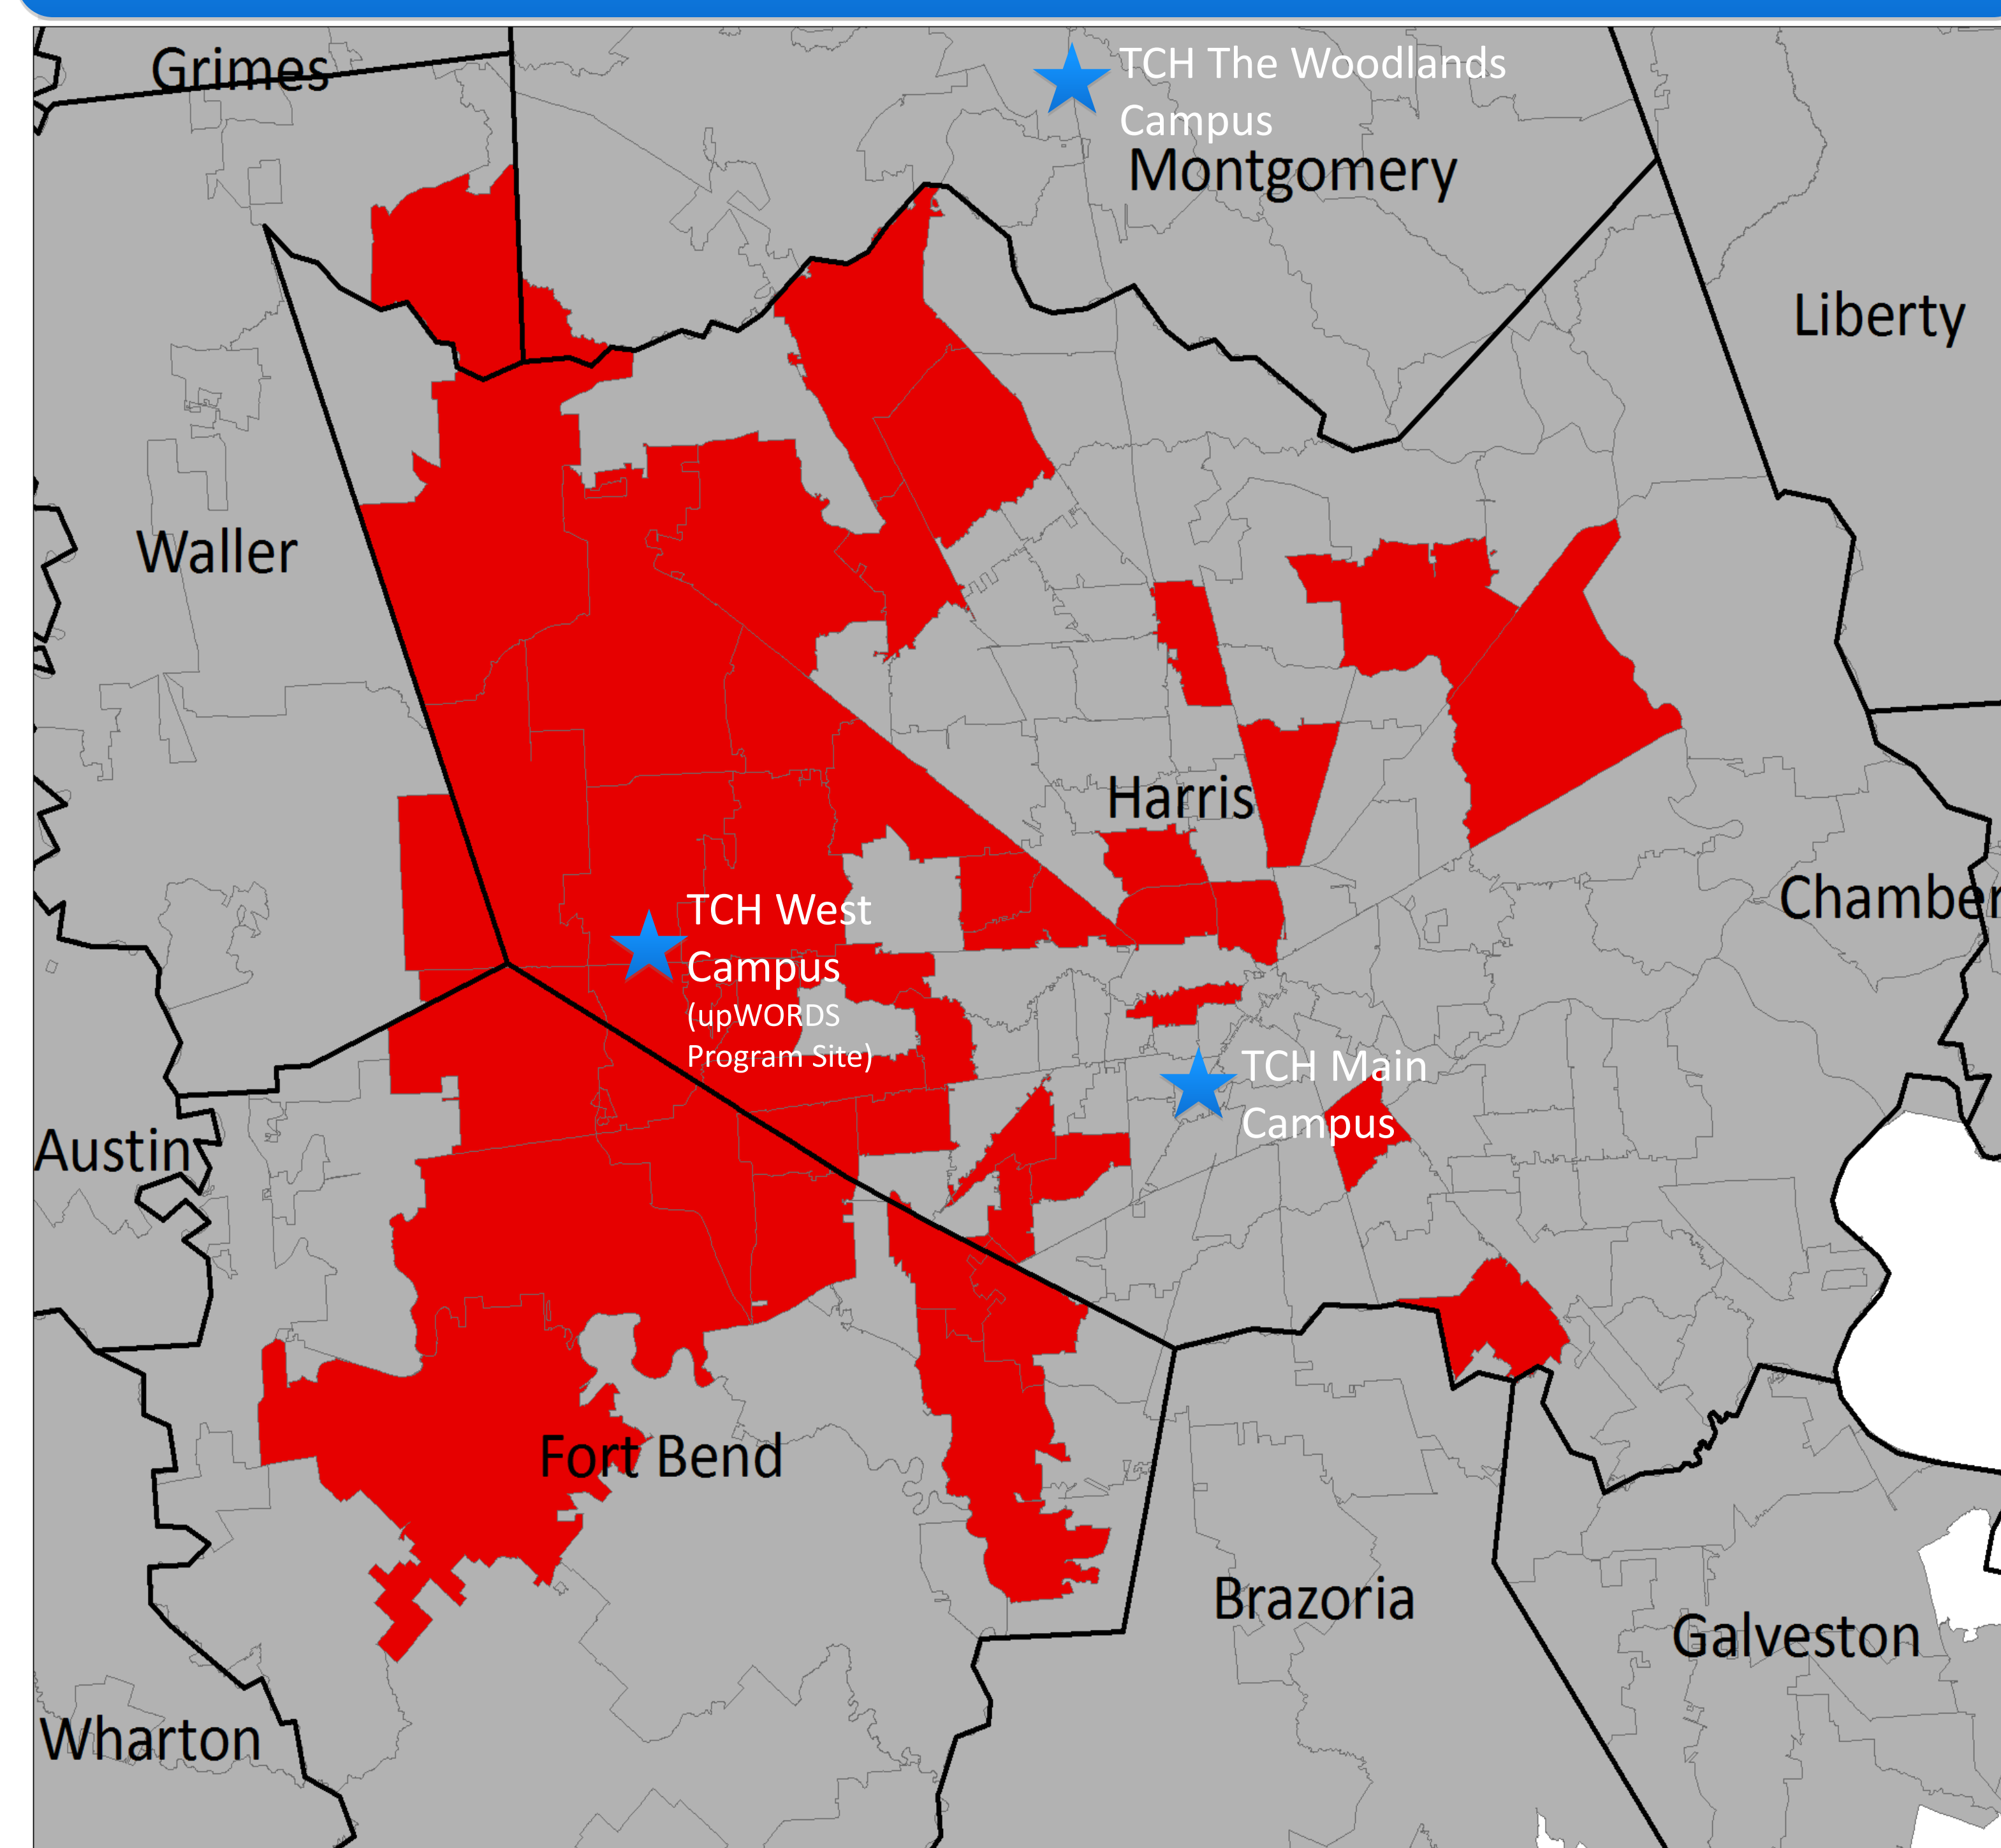 Grimes
TCH The Woodlands
Campus
Montgomery
Liberty
Waller
Harris
Chamber
TCH West
Campus
(upWORDS
Program Site)
TCH Main
Campus
Austin
Fort Bend
Brazoria
Galveston
Wharton